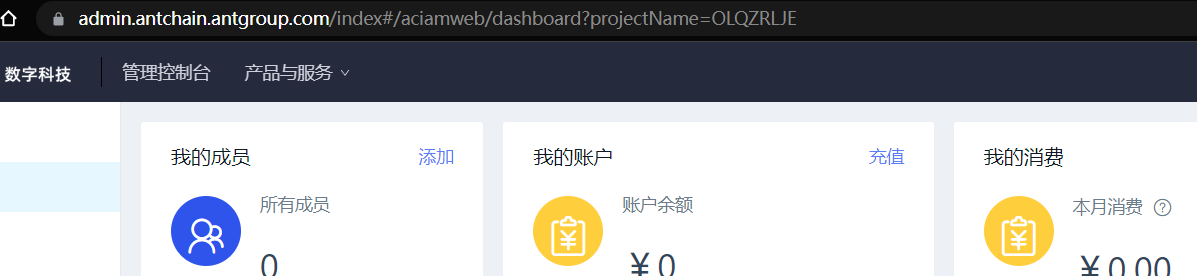 admin.antchain.antgroup.com/index#/aciamweb/dashboard?projectName=OLQZRLJE
数字科技 管理控制台 产品与服务
我的成员 添加 我的账户 充值 我的消费
所有成员 账户余额 本月消费 ?
0 ¥ 0 ¥ 0.00